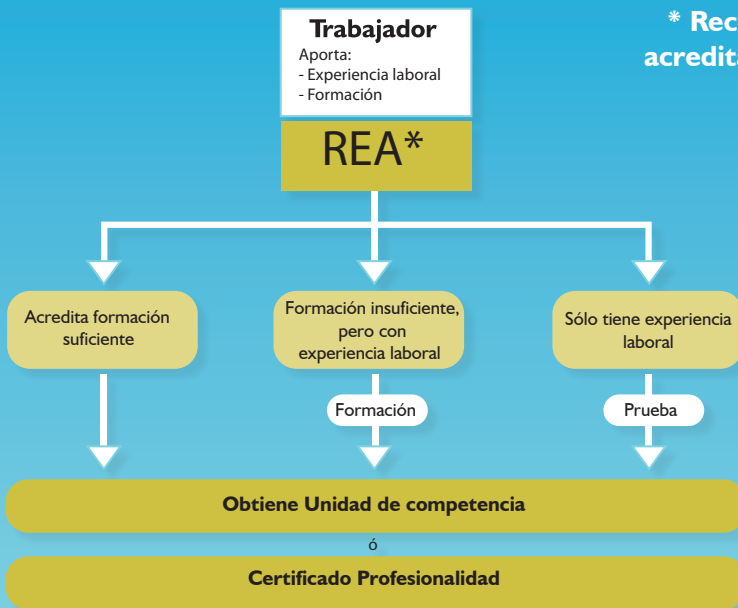 Trabajador
Aporta:
- Experiencia laboral
- Formación
REA*
Acredita formación
suficiente
Formación insuficiente,
pero con
experiencia laboral
Sólo tiene experiencia
laboral
Formación
Prueba
Obtiene Unidad de competencia
ó
Certificado Profesionalidad